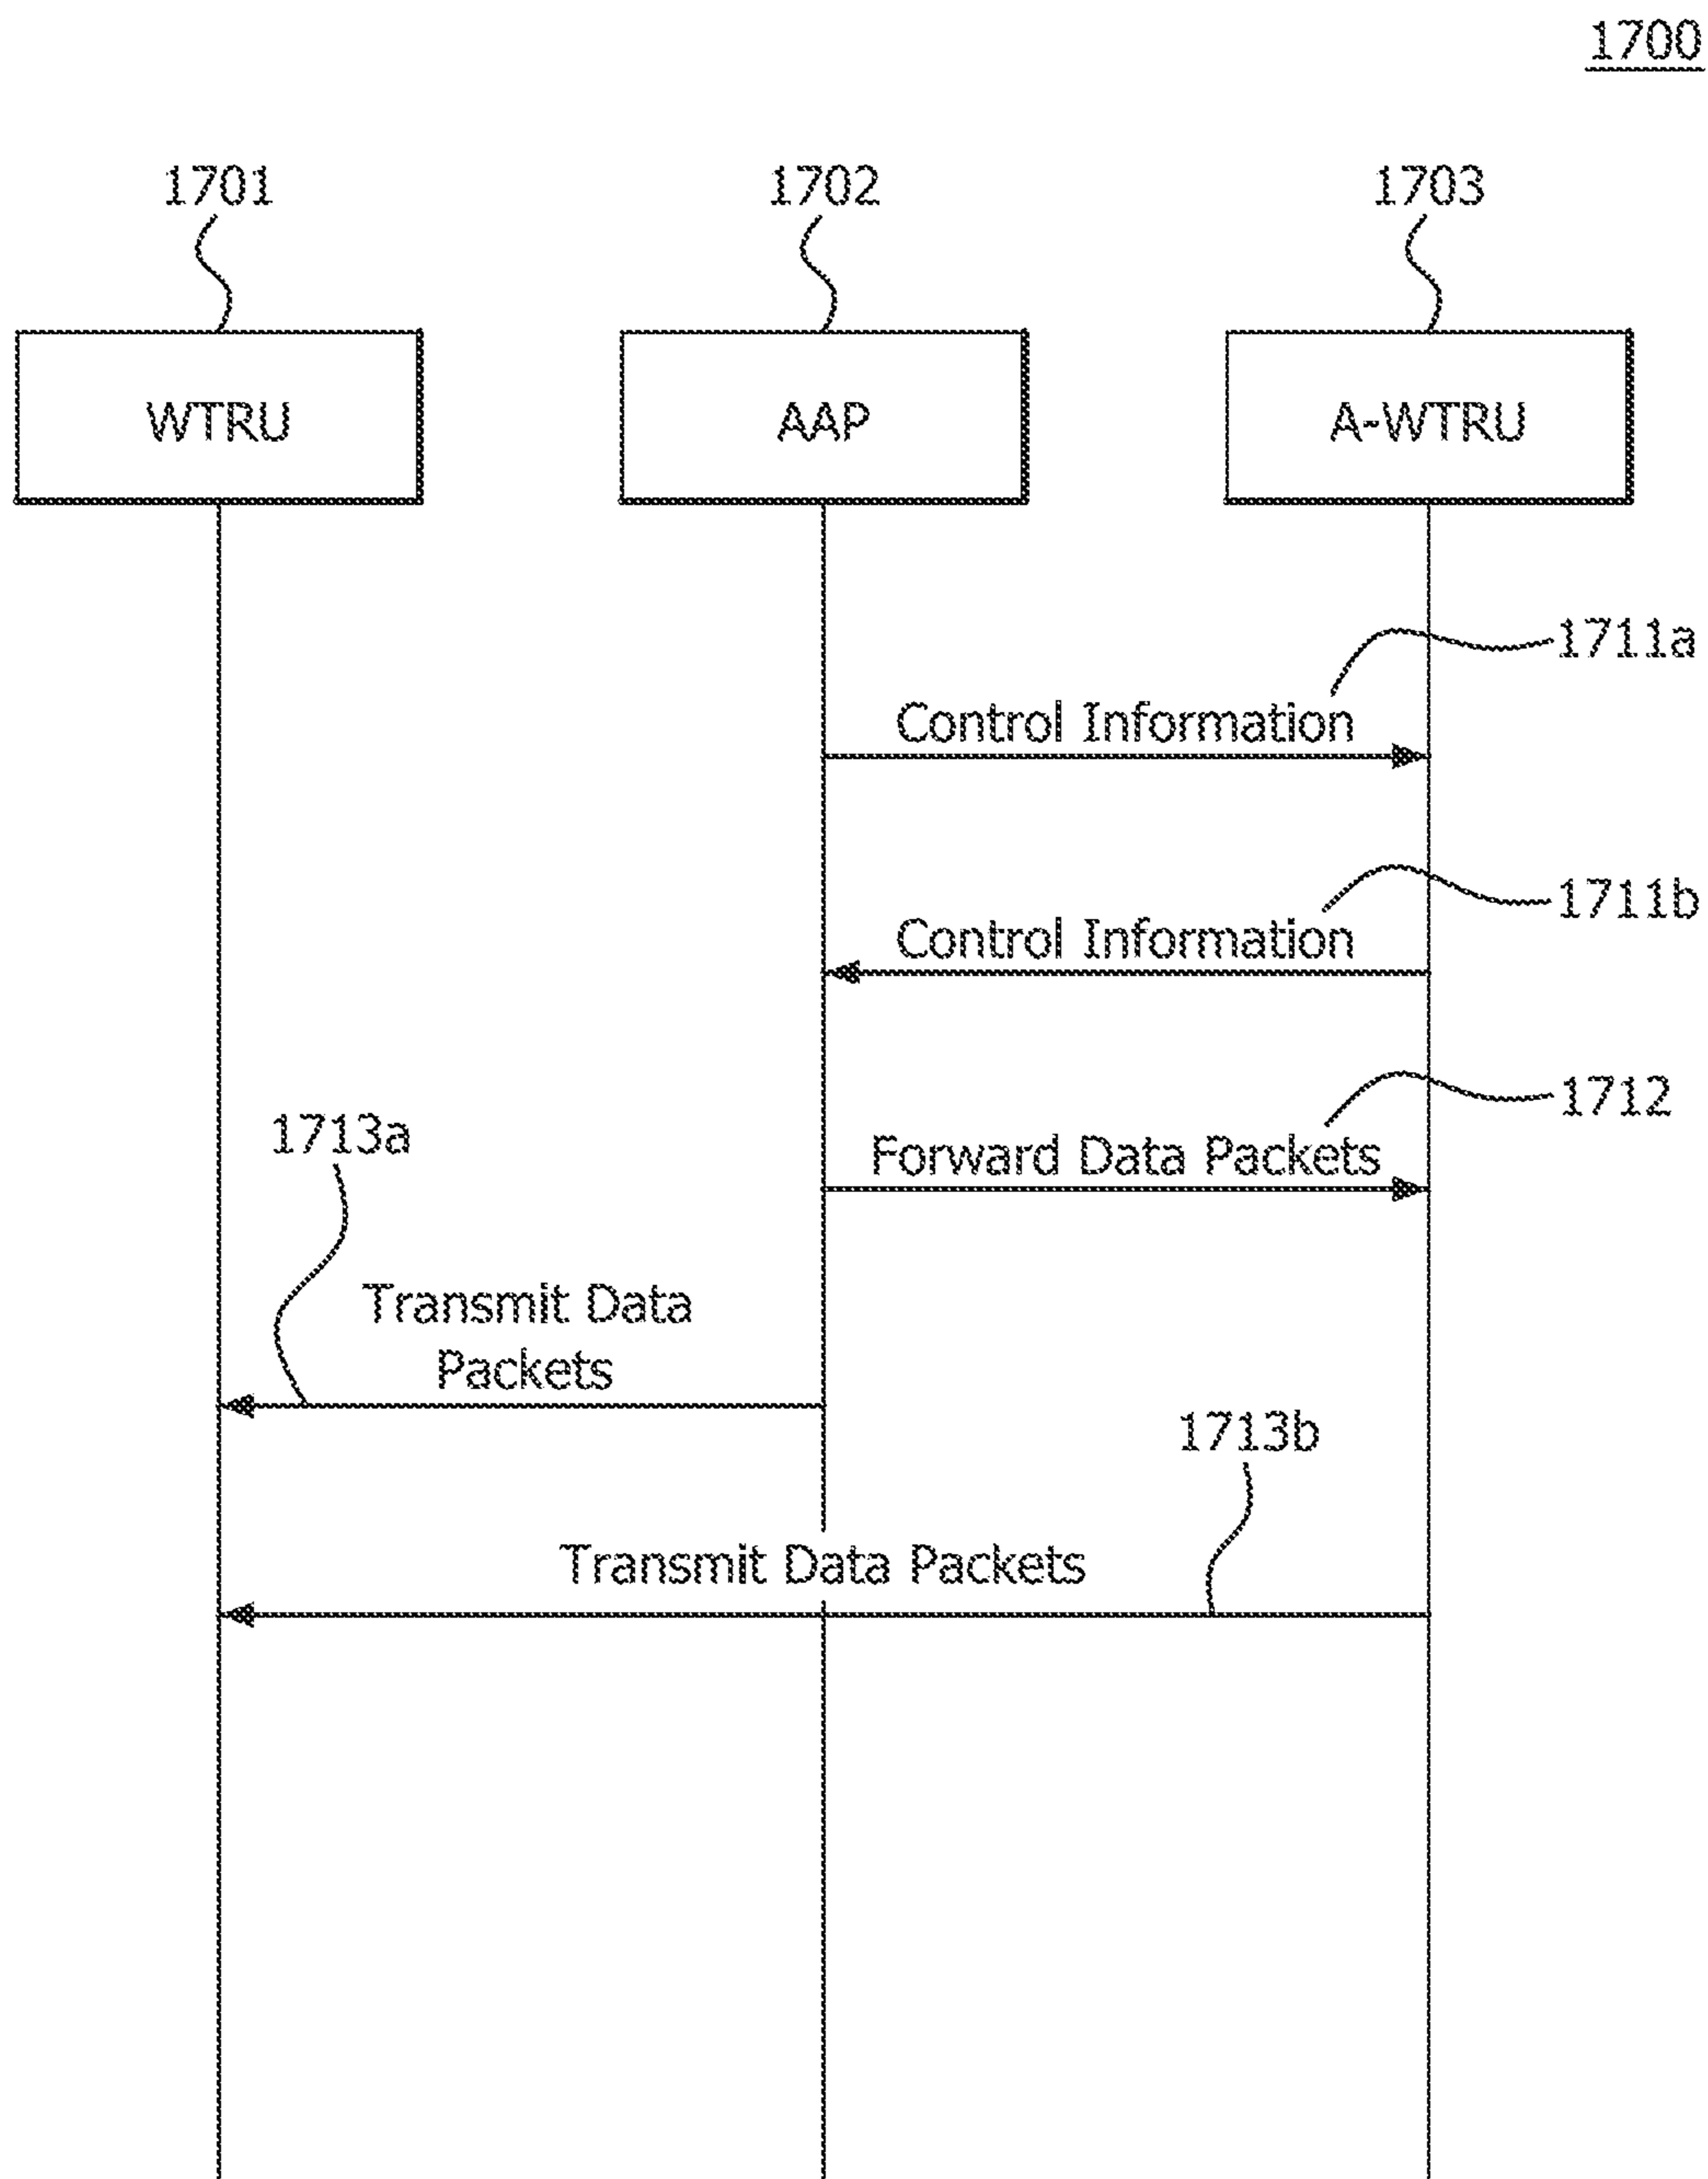 1700
1701
1702
1703
WTRU
AAP
A-WTRU
1711a
Control Information
1711b
Control Information
1712
1713a
Forward Data Packets
Transmit Data
Packets
1713b
Transmit Data Packets